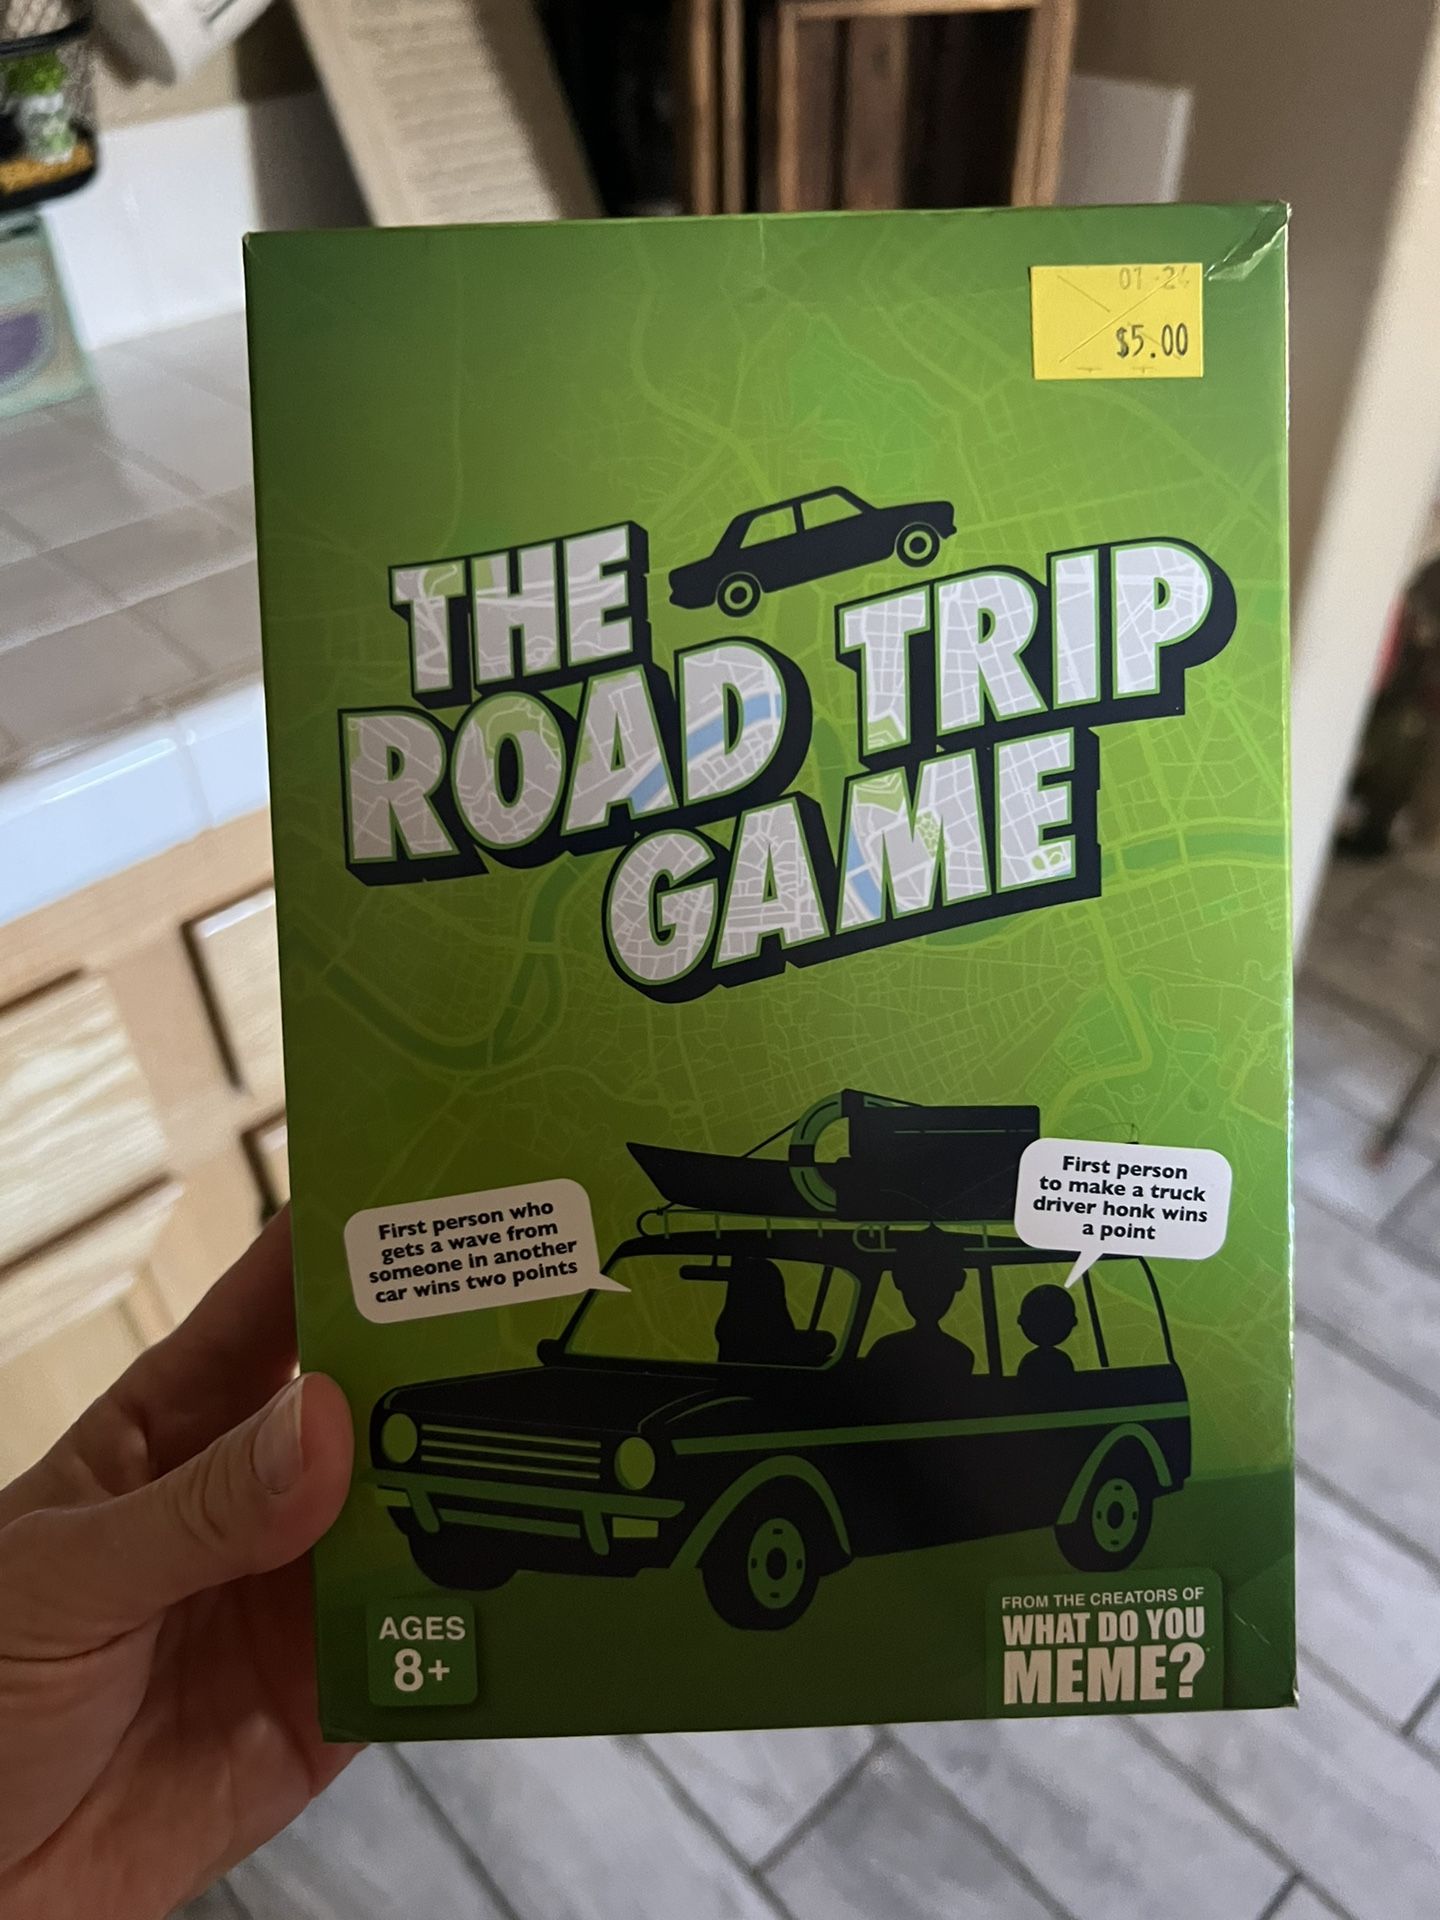 $5.00
THE
ROAD TRIP
GAME
First person who
gets a wave from
someone in another
car wins two points
First person
to make a truck
driver honk wins
a point
AGES
8+
FROM THE CREATORS OF
WHAT DO YOU
MEME?